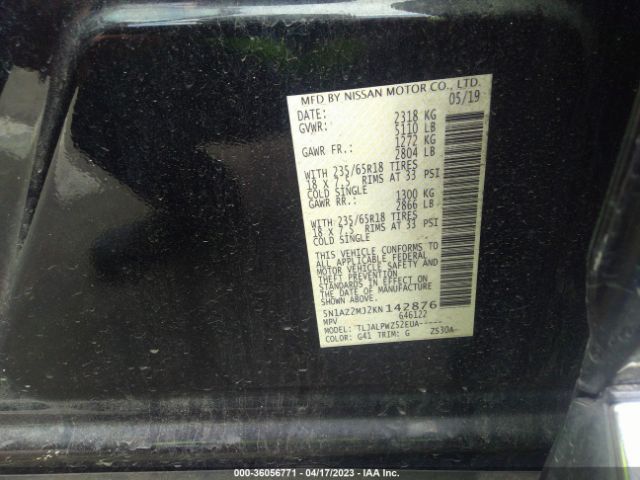 MFD BY NISSAN MOTOR CO., LTD.
DATE: 05/19
GVWR: 2318 KG
5110 LB
GAWR FR.: 1272 KG
2804 LB
WITH 235/65R18 TIRES
18 X 7.5 RIMS AT 33 PSI
COLD SINGLE
GAWR RR.: 1300 KG
2866 LB
WITH 235/65R18 TIRES
18 X 7.5 RIMS AT 33 PSI
COLD SINGLE
THIS VEHICLE CONFORMS TO
ALL APPLICABLE FEDERAL
MOTOR VEHICLE SAFETY AND
THEFT PREVENTION
STANDARDS IN EFFECT ON
THE DATE OF MANUFACTURE
SHOWN ABOVE.
5N1AZ2MJ2KN142876
MPV 646122
MODEL: TLJALPWZ52EUA-----
COLOR: G41 TRIM: G Z530A-
000-36056771 - 04/17/2023 - IAA Inc.